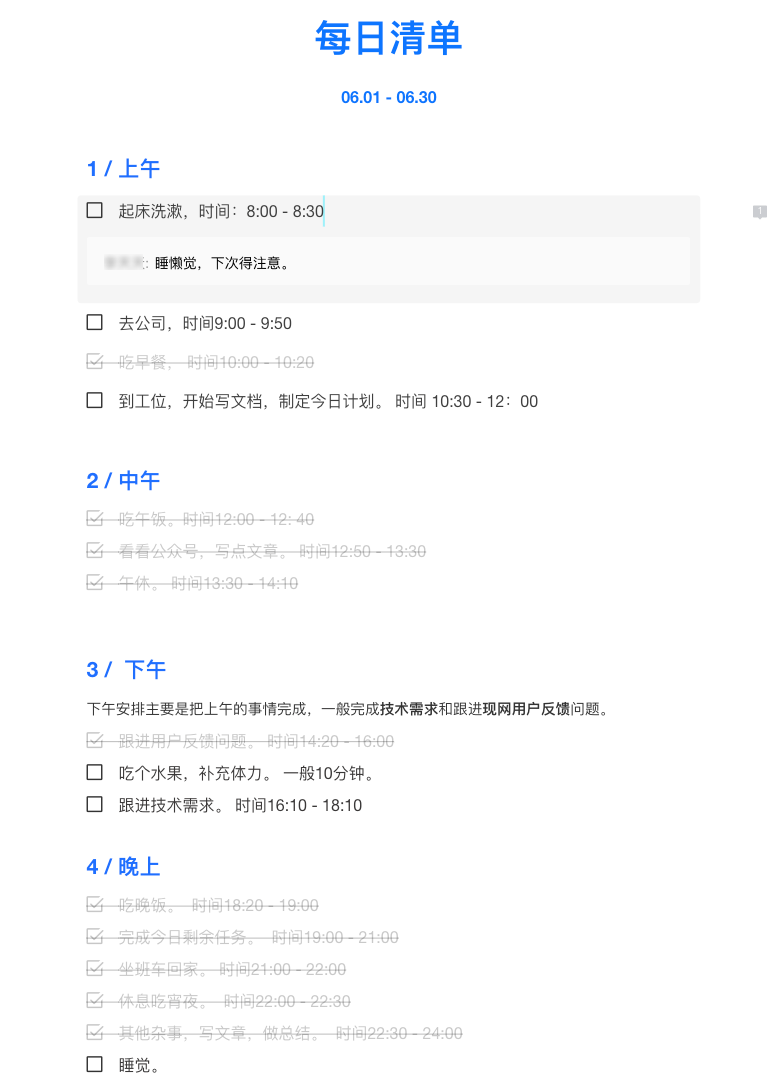 每日清单
06.01 - 06.30
1 / 上午
起床洗漱，时间：8:00 - 8:30
1
: 睡懒觉，下次得注意。
去公司，时间9:00 - 9:50
吃早餐， 时间10:00 - 10:20
到工位，开始写文档，制定今日计划。 时间 10:30 - 12：00
2 / 中午
吃午饭。时间12:00 - 12: 40
看看公众号，写点文章。 时间12:50 - 13:30
午休。 时间13:30 - 14:10
3 / 下午
下午安排主要是把上午的事情完成，一般完成技术需求和跟进现网用户反馈问题。
跟进用户反馈问题。 时间14:20 - 16:00
吃个水果，补充体力。 一般10分钟。
跟进技术需求。 时间16:10 - 18:10
4 / 晚上
吃晚饭。 时间18:20 - 19:00
完成今日剩余任务。 时间19:00 - 21:00
坐班车回家。 时间21:00 - 22:00
休息吃宵夜。 时间22:00 - 22:30
其他杂事，写文章，做总结。 时间22:30 - 24:00
睡觉。